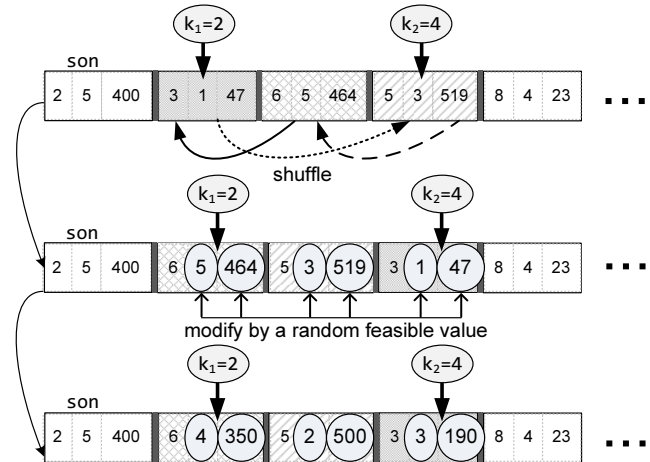 k1=2 k2=4
son
2 5 400 3 1 47 6 5 464 5 3 519 8 4 23 ...
shuffle
k1=2 k2=4
son
2 5 400 6 5 464 5 3 519 3 1 47 8 4 23 ...
modify by a random feasible value
k1=2 k2=4
son
2 5 400 6 4 350 5 2 500 3 3 190 8 4 23 ...